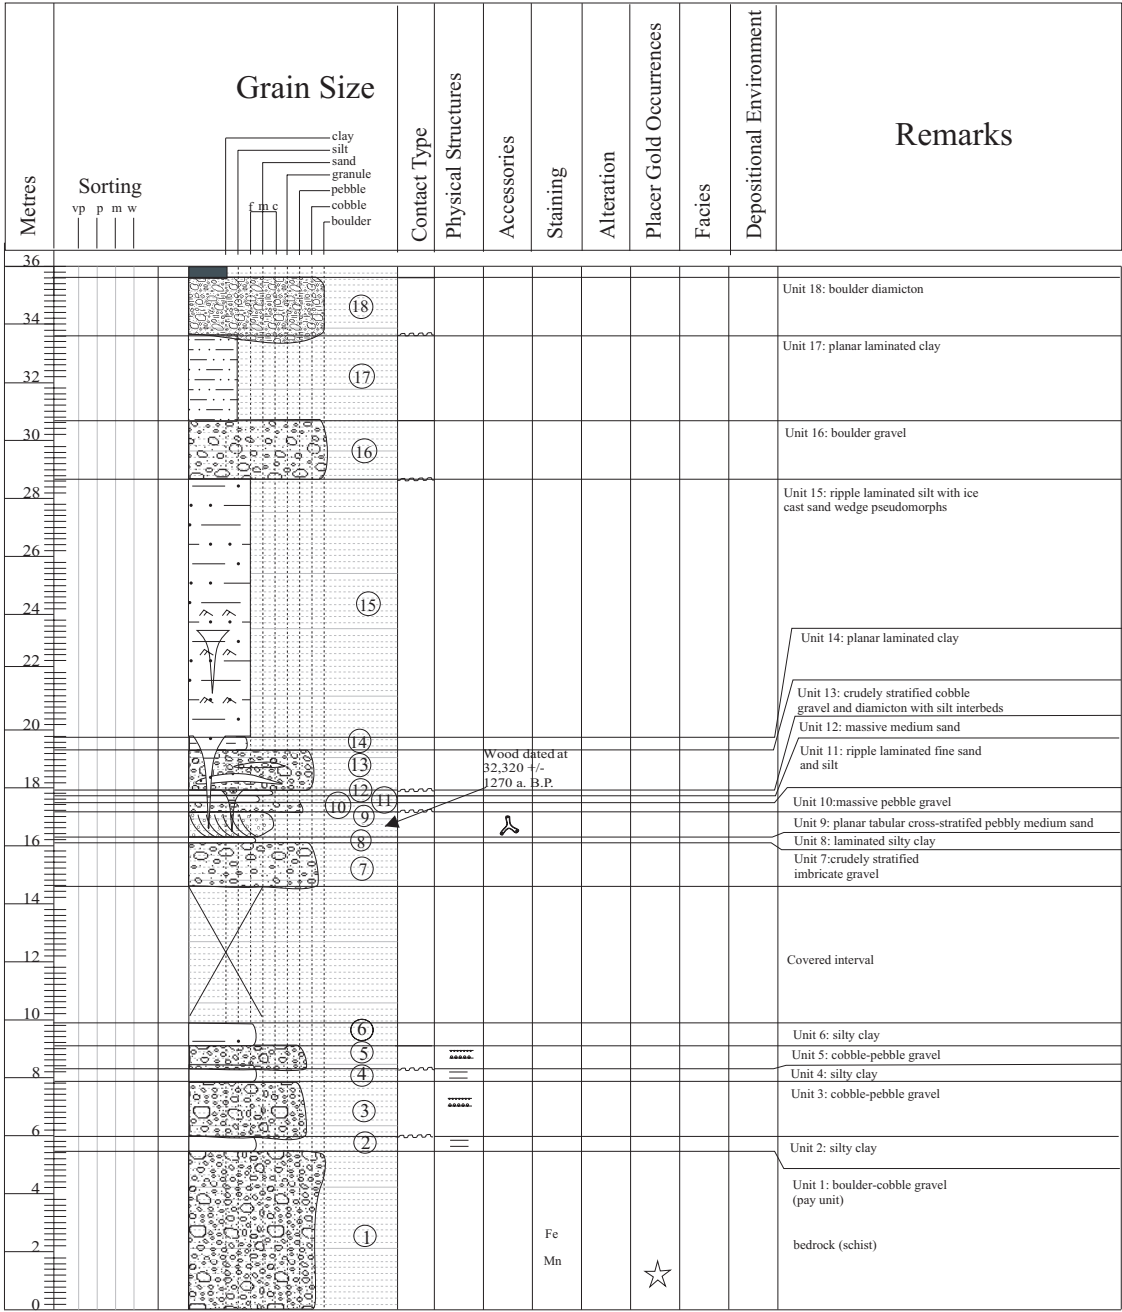 Grain Size
clay
silt
sand
granule
pebble
cobble
boulder
f m c
Metres
Sorting
vp p m w
Contact Type
Physical Structures
Accessories
Staining
Alteration
Placer Gold Occurrences
Facies
Depositional Environment
Remarks
36
34
32
30
28
26
24
22
20
18
16
14
12
10
8
6
4
2
0
18
17
16
15
14
13
12
11
10
9
8
7
6
5
4
3
2
1
Wood dated at
32,320 +/-
1270 a. B.P.
Fe
Mn
Unit 18: boulder diamicton
Unit 17: planar laminated clay
Unit 16: boulder gravel
Unit 15: ripple laminated silt with ice
cast sand wedge pseudomorphs
Unit 14: planar laminated clay
Unit 13: crudely stratified cobble
gravel and diamicton with silt interbeds
Unit 12: massive medium sand
Unit 11: ripple laminated fine sand
and silt
Unit 10:massive pebble gravel
Unit 9: planar tabular cross-stratifed pebbly medium sand
Unit 8: laminated silty clay
Unit 7:crudely stratified
imbricate gravel
Covered interval
Unit 6: silty clay
Unit 5: cobble-pebble gravel
Unit 4: silty clay
Unit 3: cobble-pebble gravel
Unit 2: silty clay
Unit 1: boulder-cobble gravel
(pay unit)
bedrock (schist)